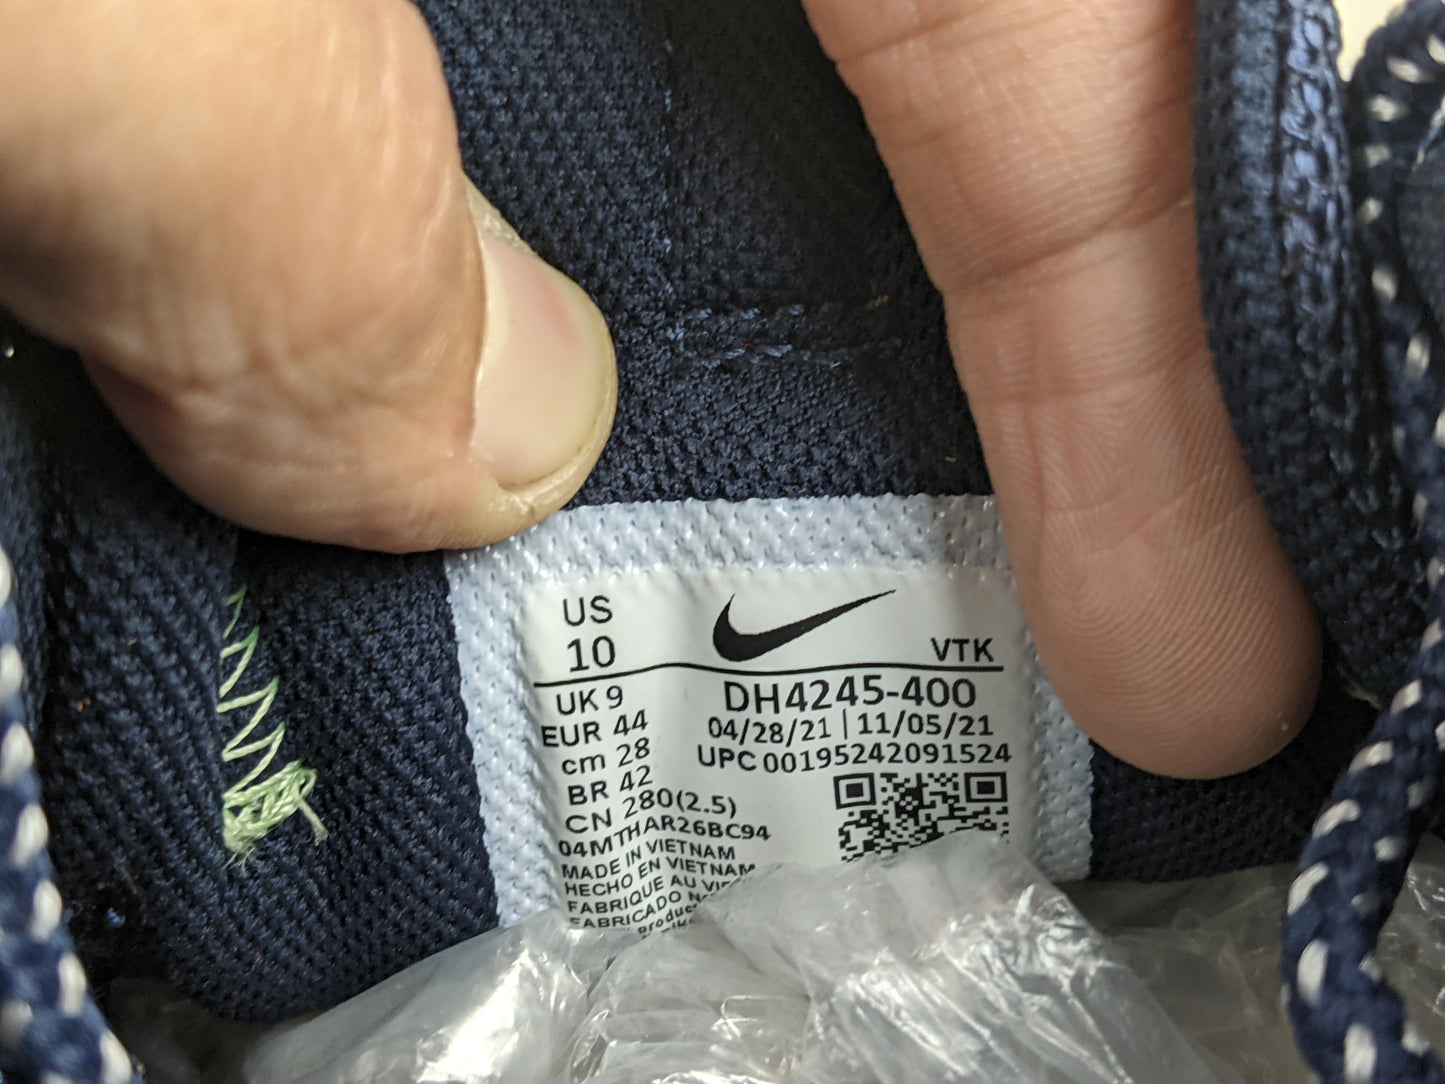 US
10
VTK
UK 9
DH4245-400
EUR 44
04/28/21 | 11/05/21
cm 28
UPC 00195242091524
BR 42
CN 280(2.5)
04MTHAR26BC94
MADE IN VIETNAM
HECHO EN VIETNAM
FABRIQUE AU
FABRICADO